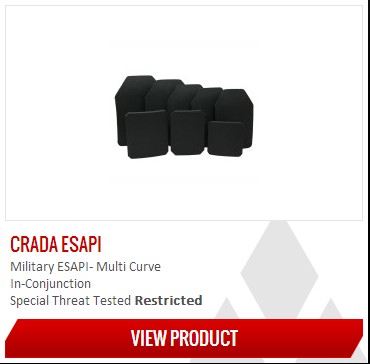 CRADA ESAPI
Military ESAPI- Multi Curve
In-Conjunction
Special Threat Tested Restricted
VIEW PRODUCT